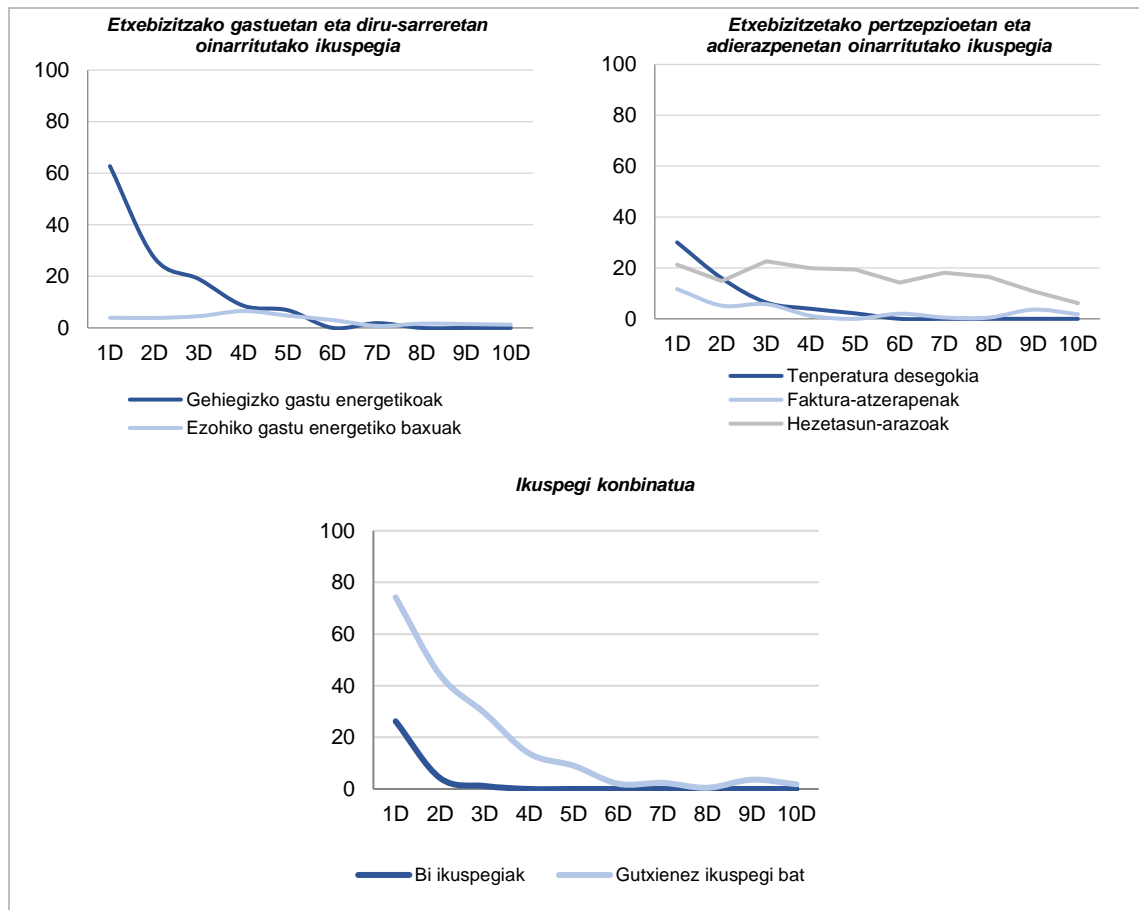 Etxebizitzako gastuetan eta diru-sarreretan
oinarritutako ikuspegia
100
80
60
40
20
0
1D 2D 3D 4D 5D 6D 7D 8D 9D 10D
Gehiegizko gastu energetikoak
Ezohiko gastu energetiko baxuak
Etxebizitzetako pertzepzioetan eta
adierazpenetan oinarritutako ikuspegia
100
80
60
40
20
0
1D 2D 3D 4D 5D 6D 7D 8D 9D 10D
Tenperatura desegokia
Faktura-atzerapenak
Hezetasun-arazoak
Ikuspegi konbinatua
100
80
60
40
20
0
1D 2D 3D 4D 5D 6D 7D 8D 9D 10D
Bi ikuspegiak Gutxienez ikuspegi bat